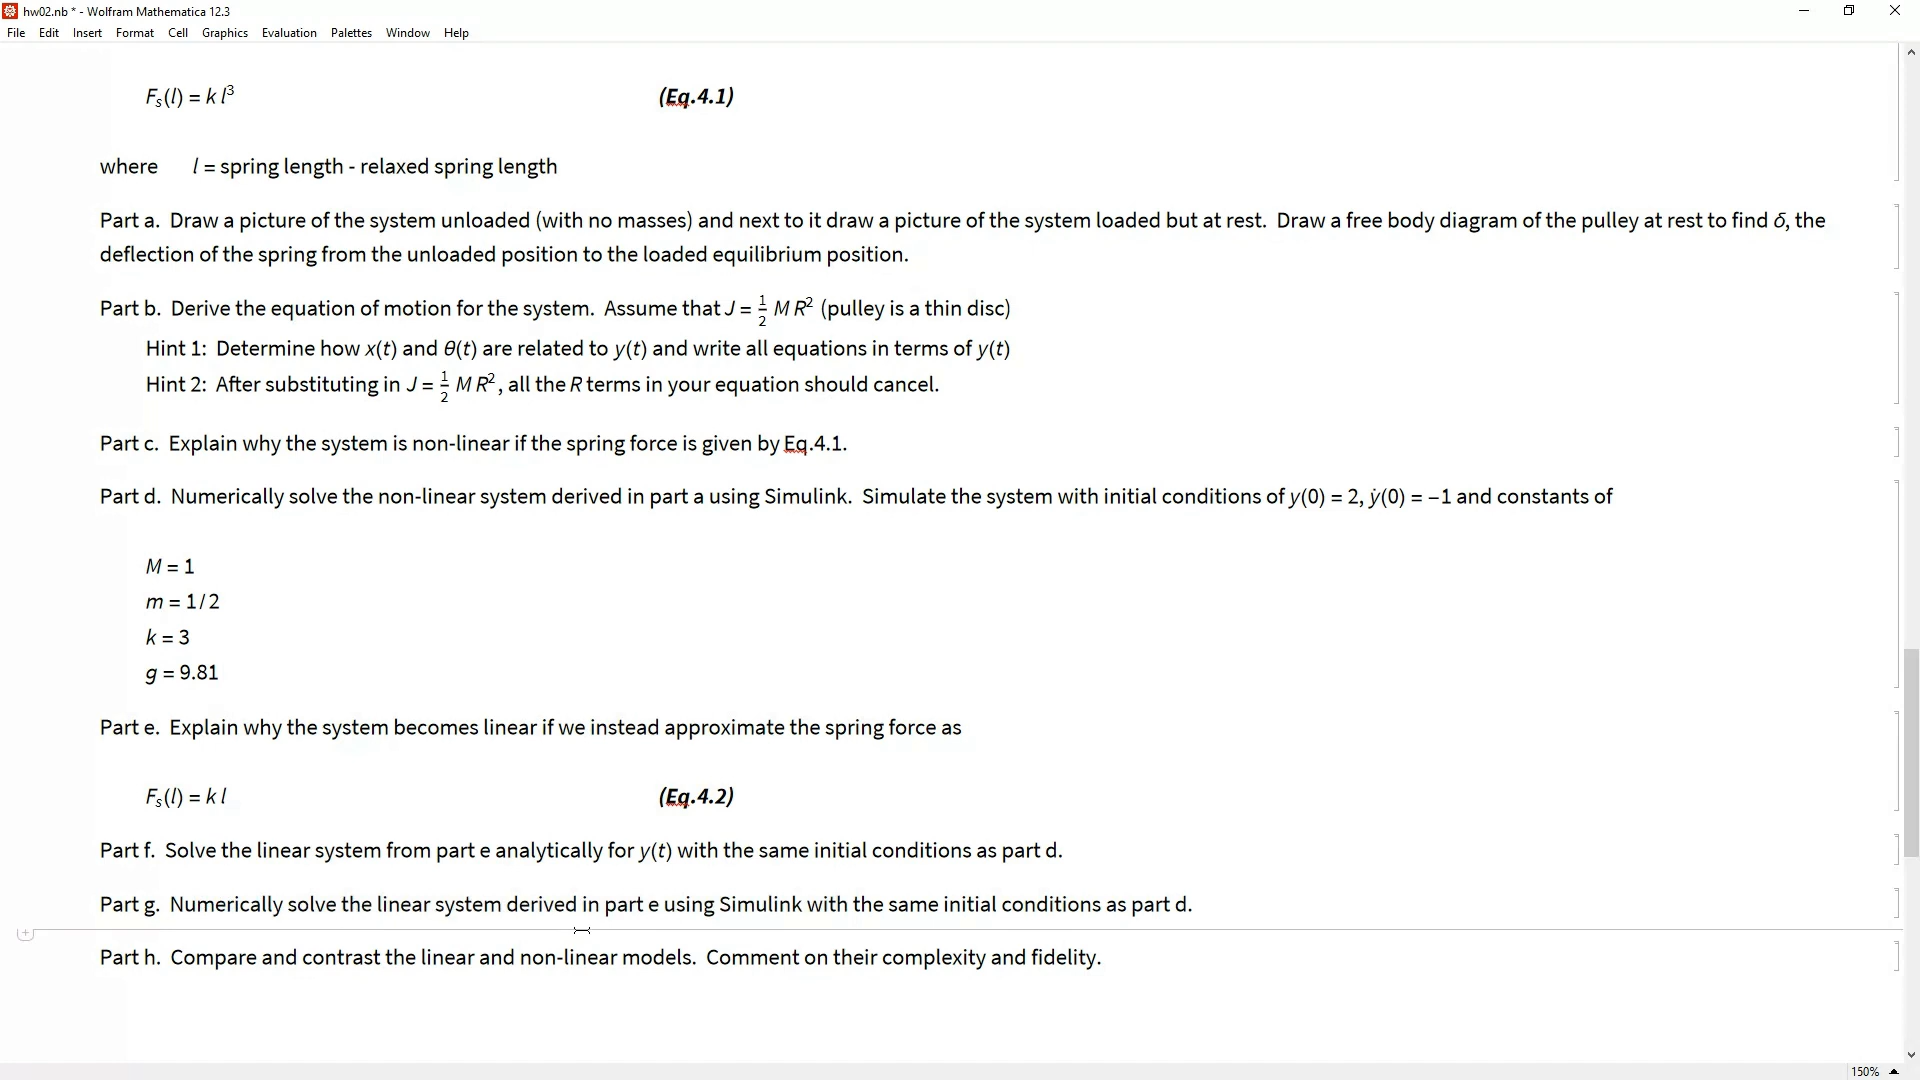 hw02.nb * - Wolfram Mathematica 12.3
File Edit Insert Format Cell Graphics Evaluation Palettes Window Help
Fₛ(l) = k l³ (Eq.4.1)
where l = spring length - relaxed spring length
Part a. Draw a picture of the system unloaded (with no masses) and next to it draw a picture of the system loaded but at rest. Draw a free body diagram of the pulley at rest to find δ, the
deflection of the spring from the unloaded position to the loaded equilibrium position.
Part b. Derive the equation of motion for the system. Assume that J = 1/2 M R² (pulley is a thin disc)
Hint 1: Determine how x(t) and θ(t) are related to y(t) and write all equations in terms of y(t)
Hint 2: After substituting in J = 1/2 M R², all the R terms in your equation should cancel.
Part c. Explain why the system is non-linear if the spring force is given by Eq.4.1.
Part d. Numerically solve the non-linear system derived in part a using Simulink. Simulate the system with initial conditions of y(0) = 2, ẏ(0) = −1 and constants of
M = 1
m = 1/2
k = 3
g = 9.81
Part e. Explain why the system becomes linear if we instead approximate the spring force as
Fₛ(l) = k l (Eq.4.2)
Part f. Solve the linear system from part e analytically for y(t) with the same initial conditions as part d.
Part g. Numerically solve the linear system derived in part e using Simulink with the same initial conditions as part d.
Part h. Compare and contrast the linear and non-linear models. Comment on their complexity and fidelity.
150%